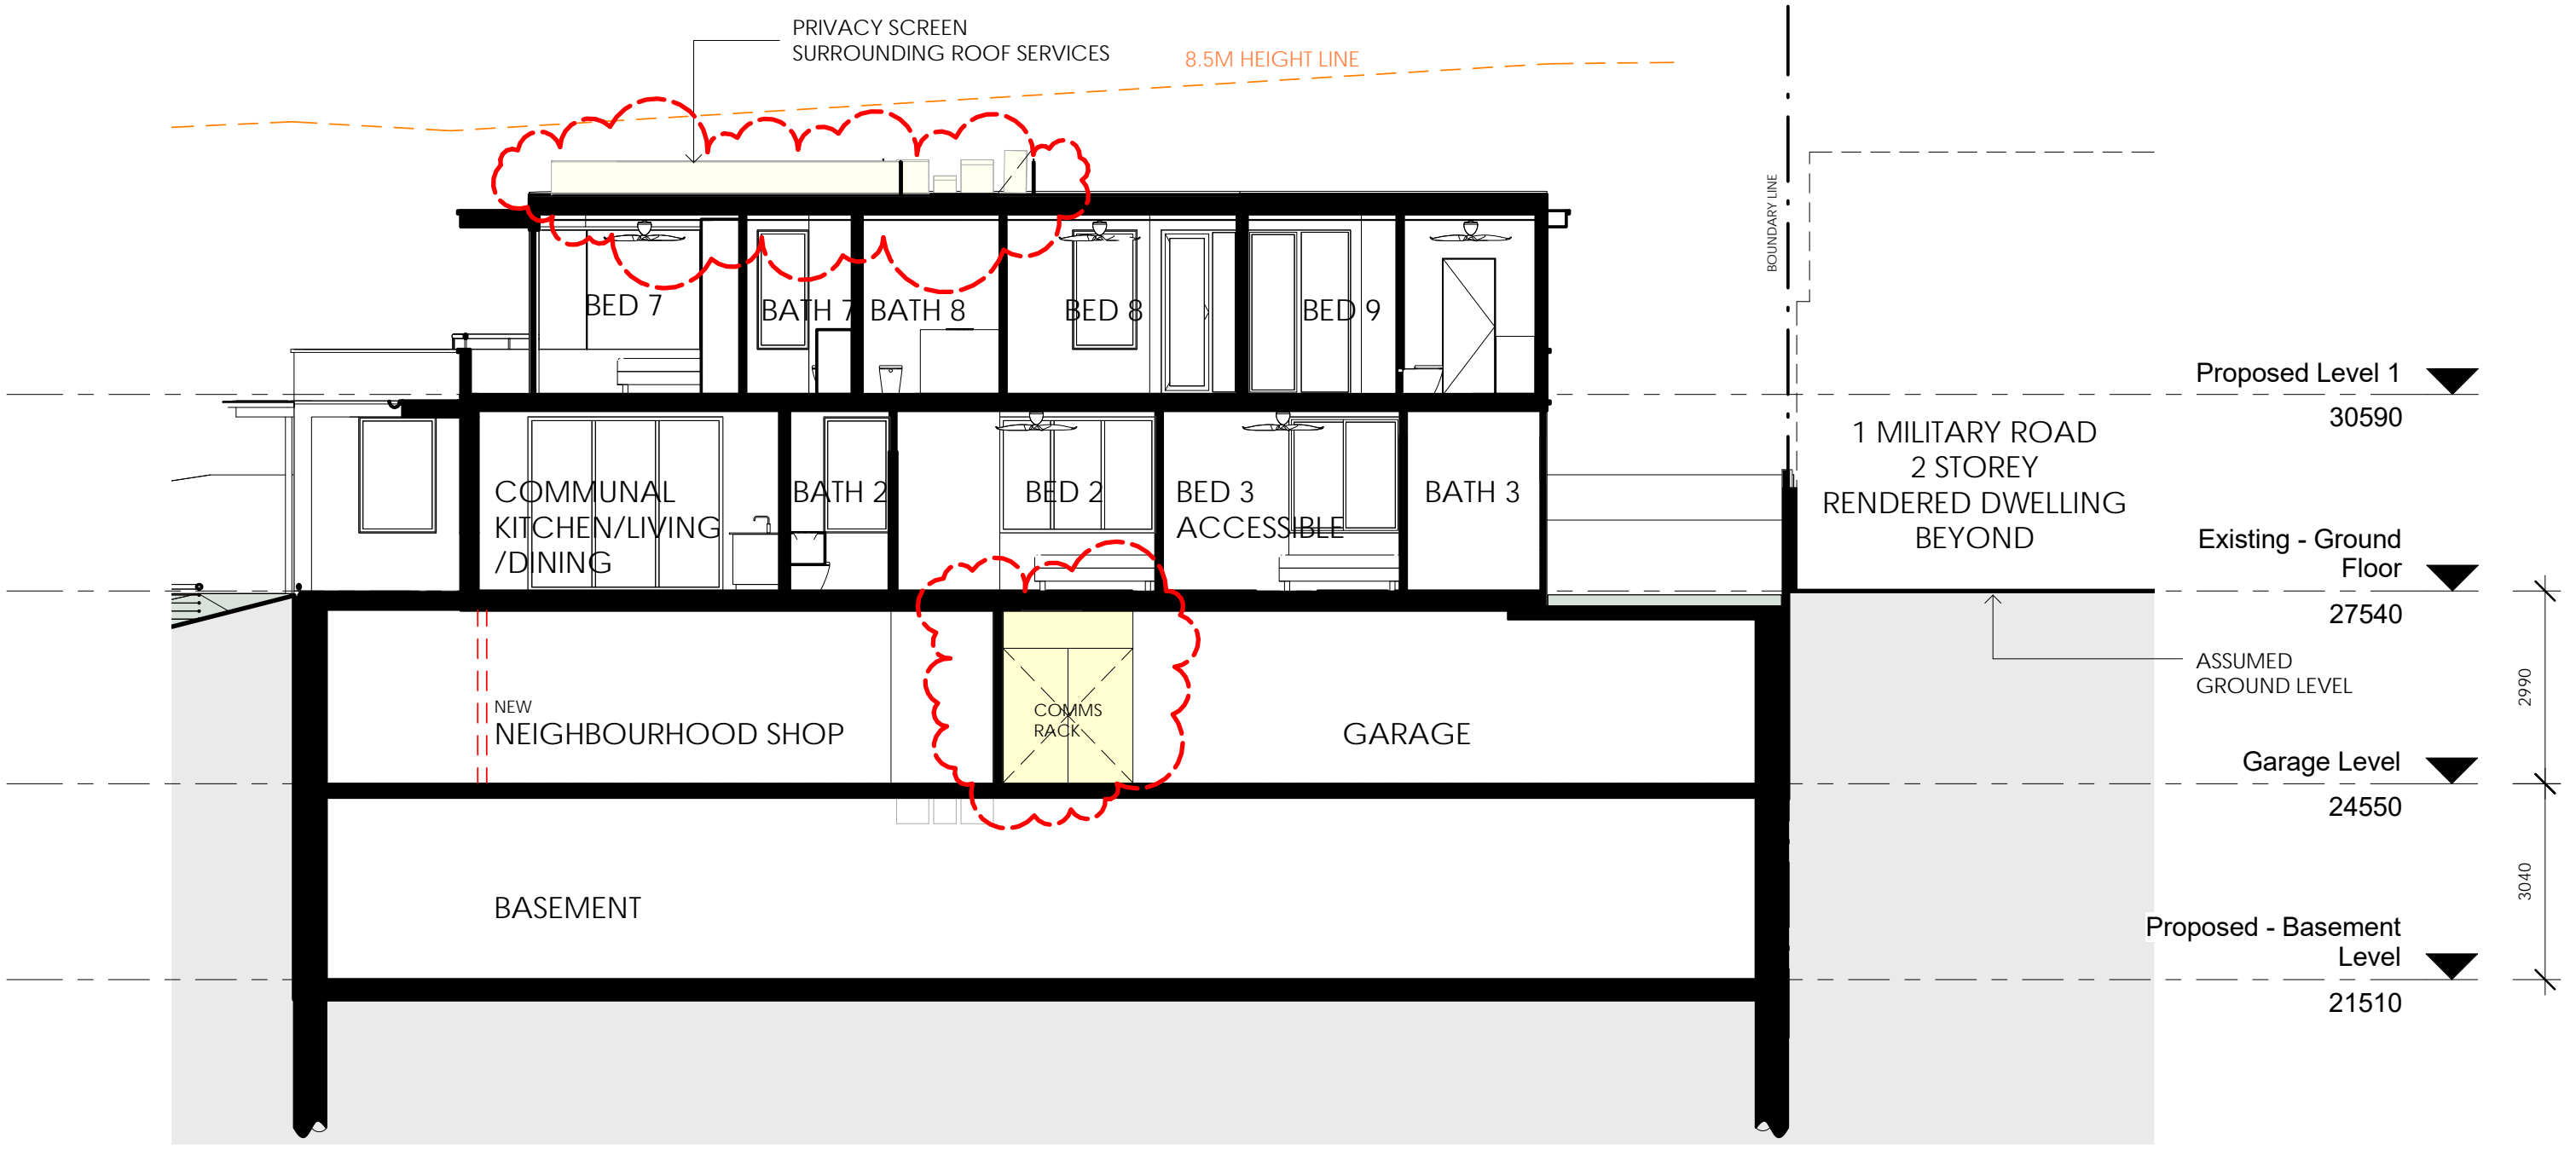 PRIVACY SCREEN
SURROUNDING ROOF SERVICES
8.5M HEIGHT LINE
BOUNDARY LINE
BED 7
BATH 7
BATH 8
BED 8
BED 9
Proposed Level 1
30590
1 MILITARY ROAD
2 STOREY
RENDERED DWELLING
BEYOND
COMMUNAL
KITCHEN/LIVING
/DINING
BATH 2
BED 2
BED 3
ACCESSIBLE
BATH 3
Existing - Ground
Floor
27540
ASSUMED
GROUND LEVEL
2990
NEW
NEIGHBOURHOOD SHOP
COMMS
RACK
GARAGE
Garage Level
24550
3040
BASEMENT
Proposed - Basement
Level
21510